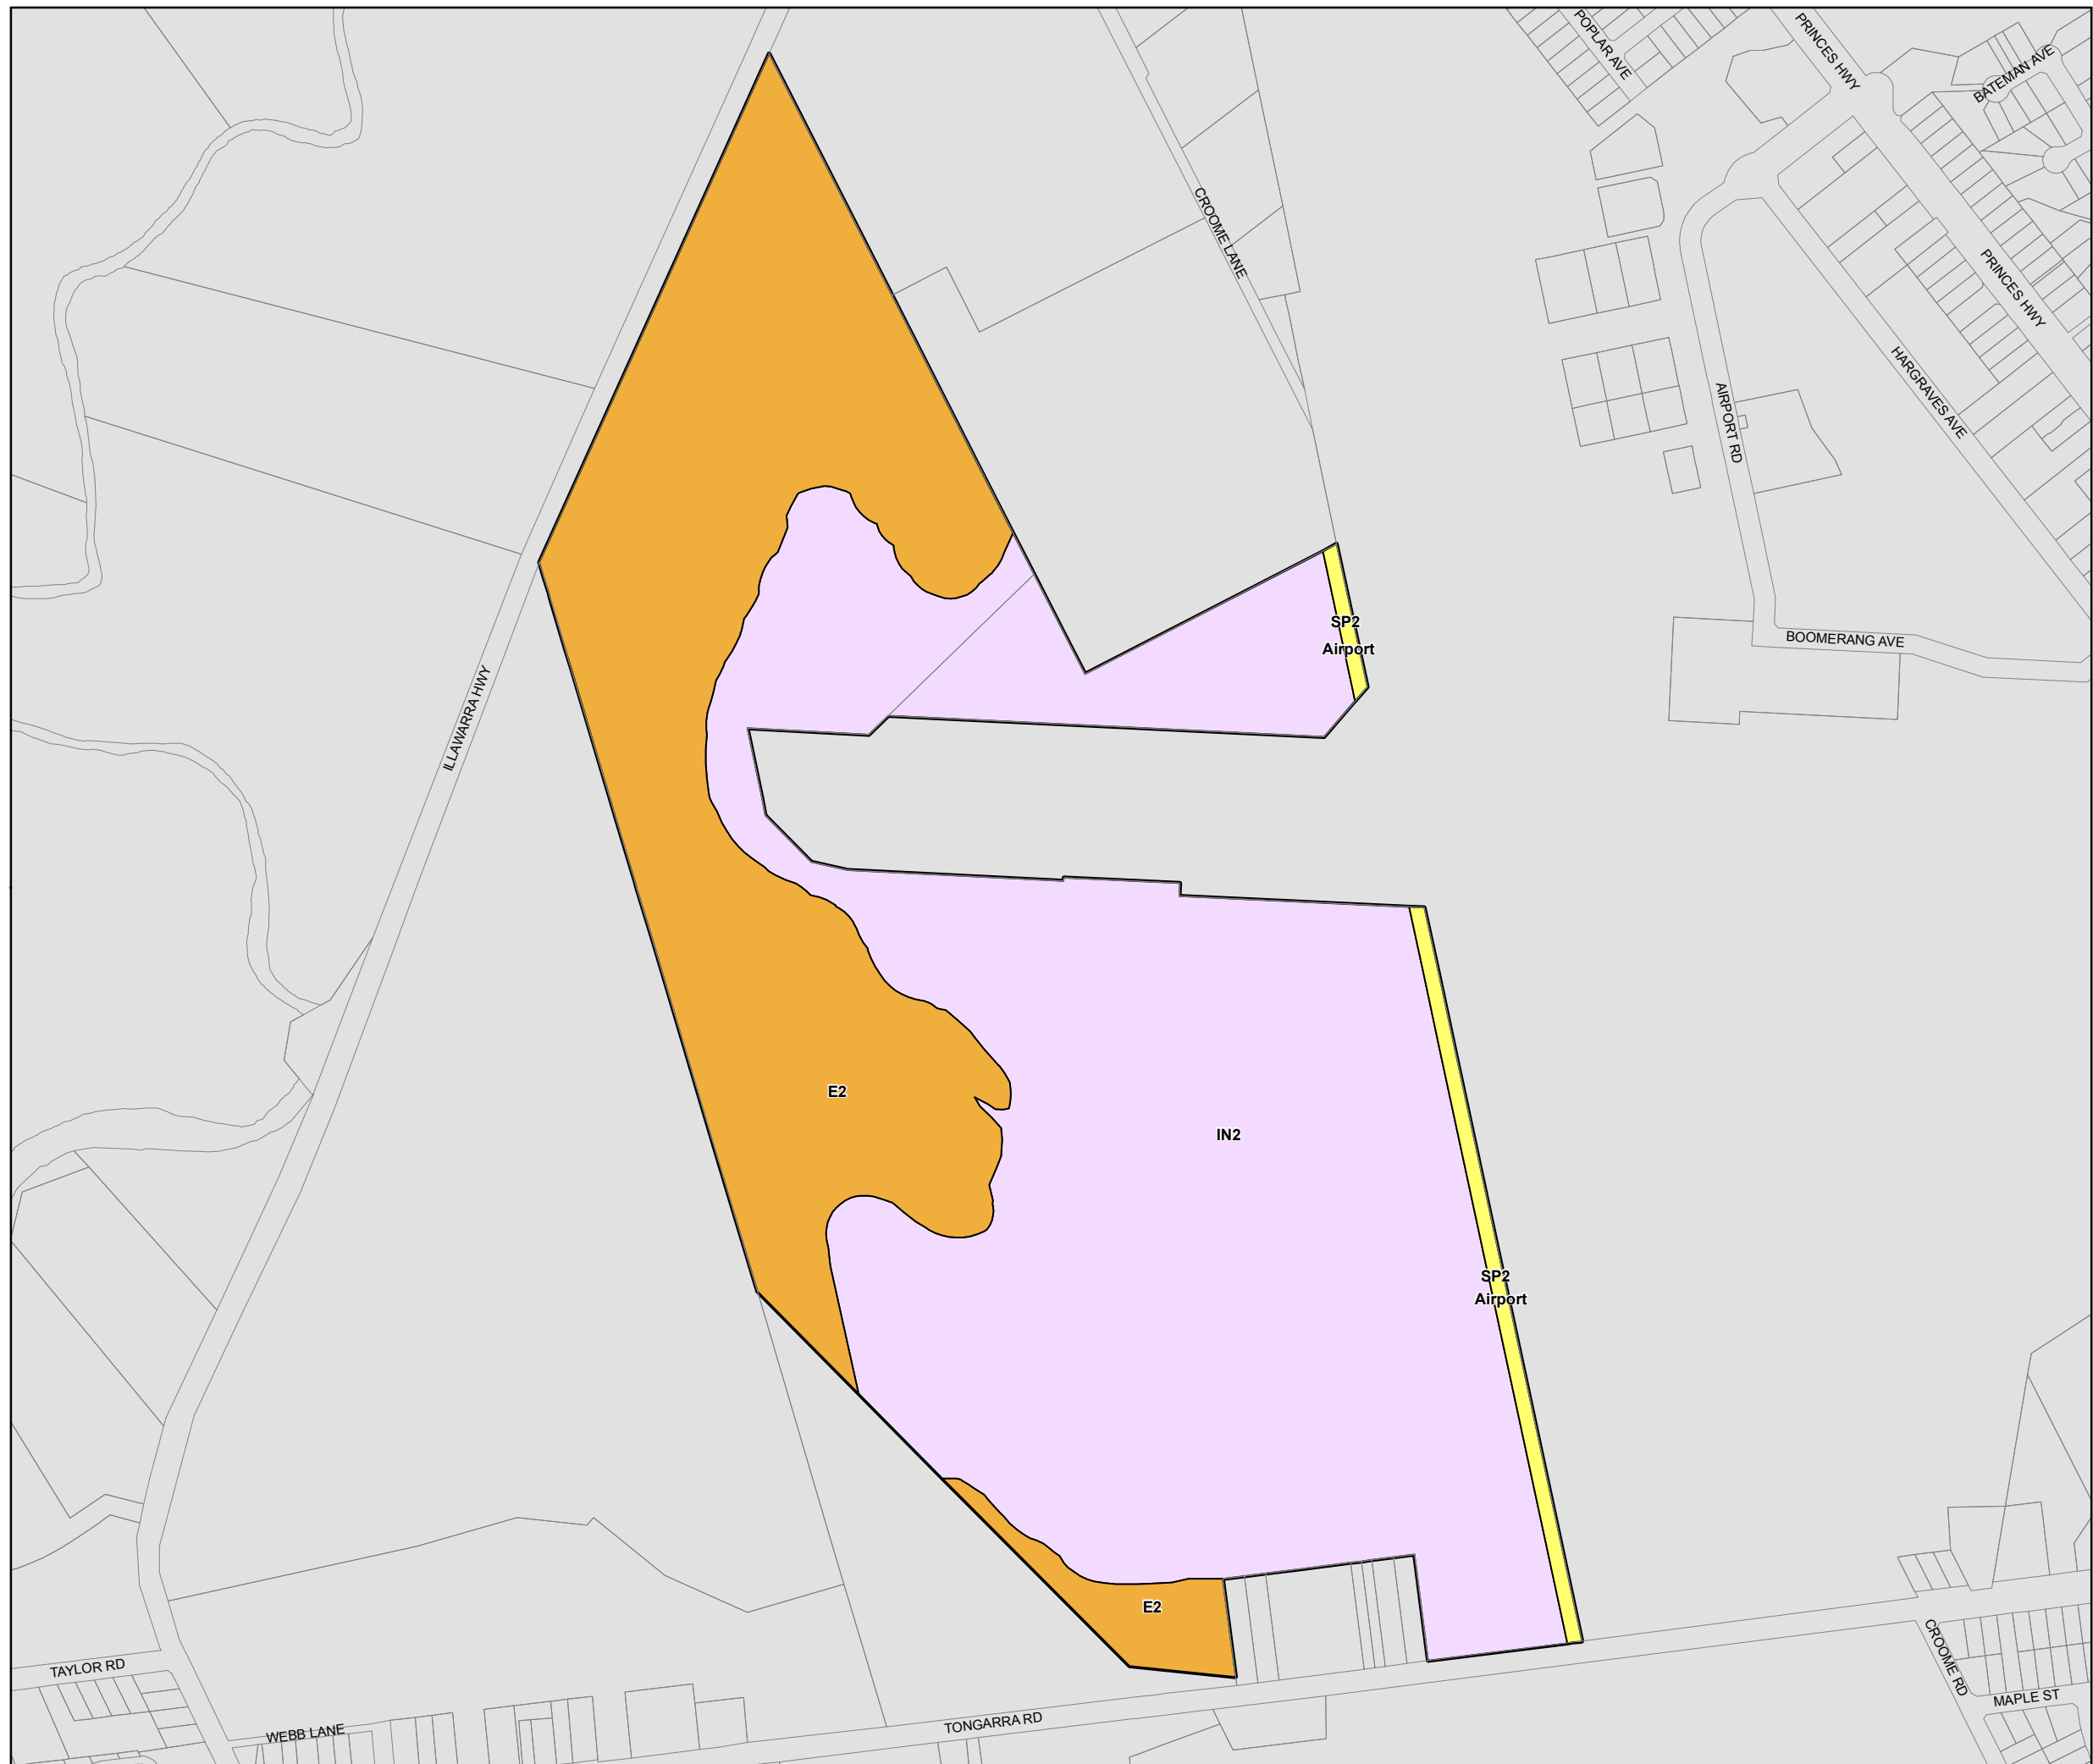 POPLAR AVE
PRINCES HWY
BATEMAN AVE
CROOME LANE
PRINCES HWY
HARGRAVES AVE
AIRPORT RD
SP2
Airport
BOOMERANG AVE
ILLAWARRA HWY
E2
IN2
SP2
Airport
E2
TAYLOR RD
WEBB LANE
TONGARRA RD
CROOME RD
MAPLE ST